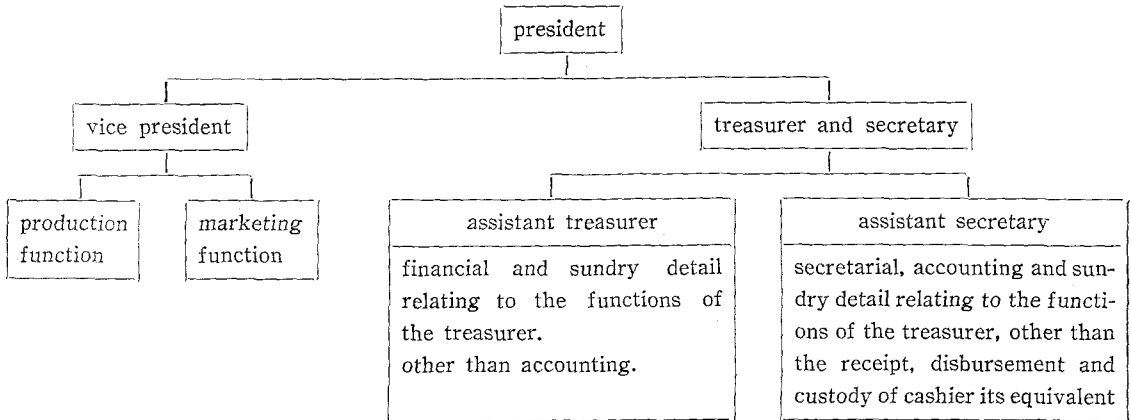 president
vice president
treasurer and secretary
production
function
marketing
function
assistant treasurer
financial and sundry detail
relating to the functions of
the treasurer.
other than accounting.
assistant secretary
secretarial, accounting and sun-
dry detail relating to the functi-
ons of the treasurer, other than
the receipt, disbursement and
custody of cashier its equivalent